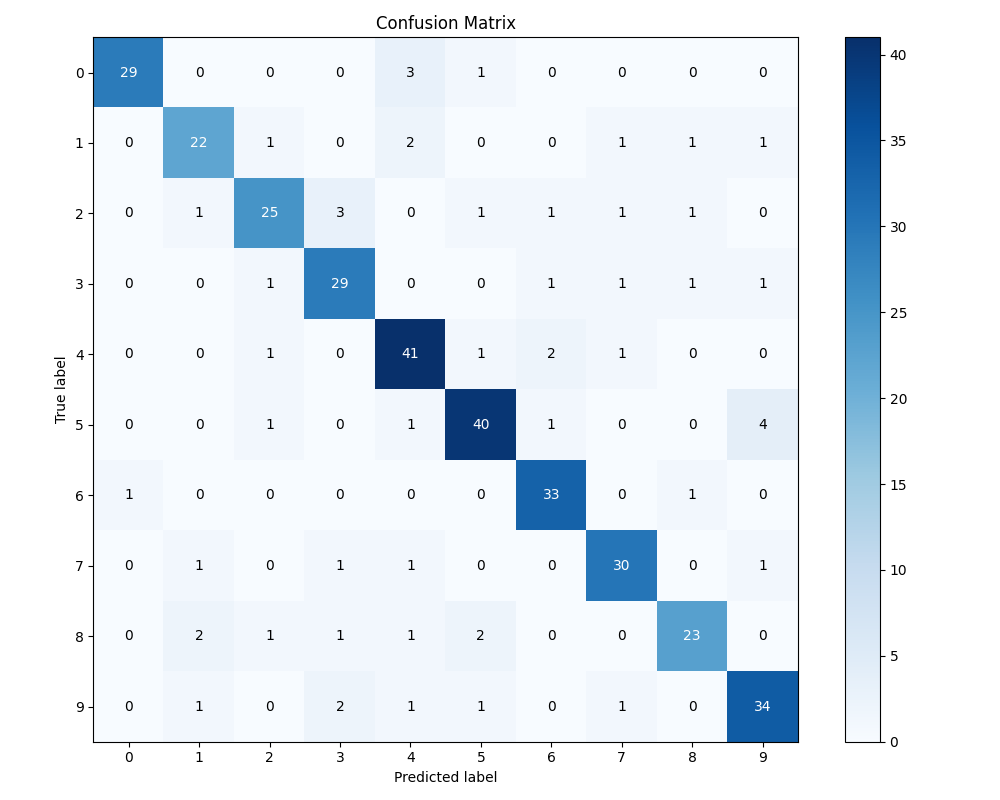 Confusion Matrix
0 29 0 0 0 3 1 0 0 0 0
1 0 22 1 0 2 0 0 1 1 1
2 0 1 25 3 0 1 1 1 1 0
3 0 0 1 29 0 0 1 1 1 1
4 0 0 1 0 41 1 2 1 0 0
5 0 0 1 0 1 40 1 0 0 4
6 1 0 0 0 0 0 33 0 1 0
7 0 1 0 1 1 0 0 30 0 1
8 0 2 1 1 1 2 0 0 23 0
9 0 1 0 2 1 1 0 1 0 34
0 1 2 3 4 5 6 7 8 9
Predicted label
True label
40
35
30
25
20
15
10
5
0